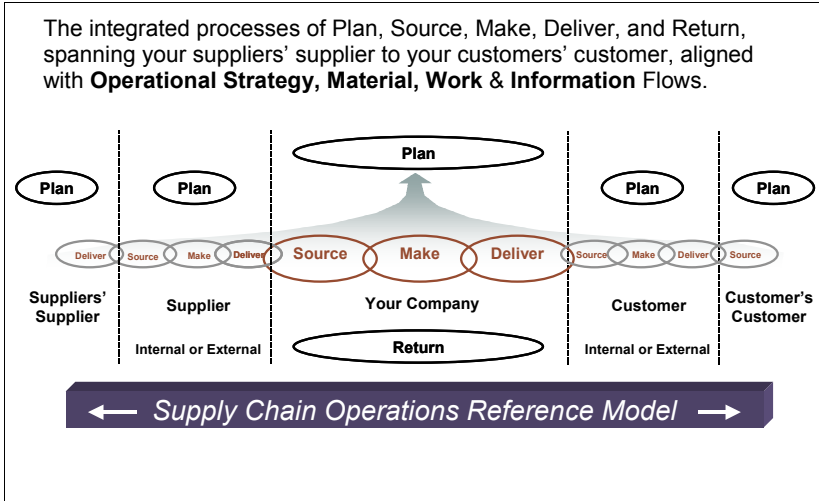 The integrated processes of Plan, Source, Make, Deliver, and Return,
spanning your suppliers’ supplier to your customers’ customer, aligned
with Operational Strategy, Material, Work & Information Flows.
Plan
Plan Plan Plan Plan
Deliver Source Make Deliver Source Make Deliver Source Make Deliver Source
Suppliers’
Supplier
Supplier
Your Company
Customer
Customer’s
Customer
Internal or External
Return
Internal or External
Supply Chain Operations Reference Model